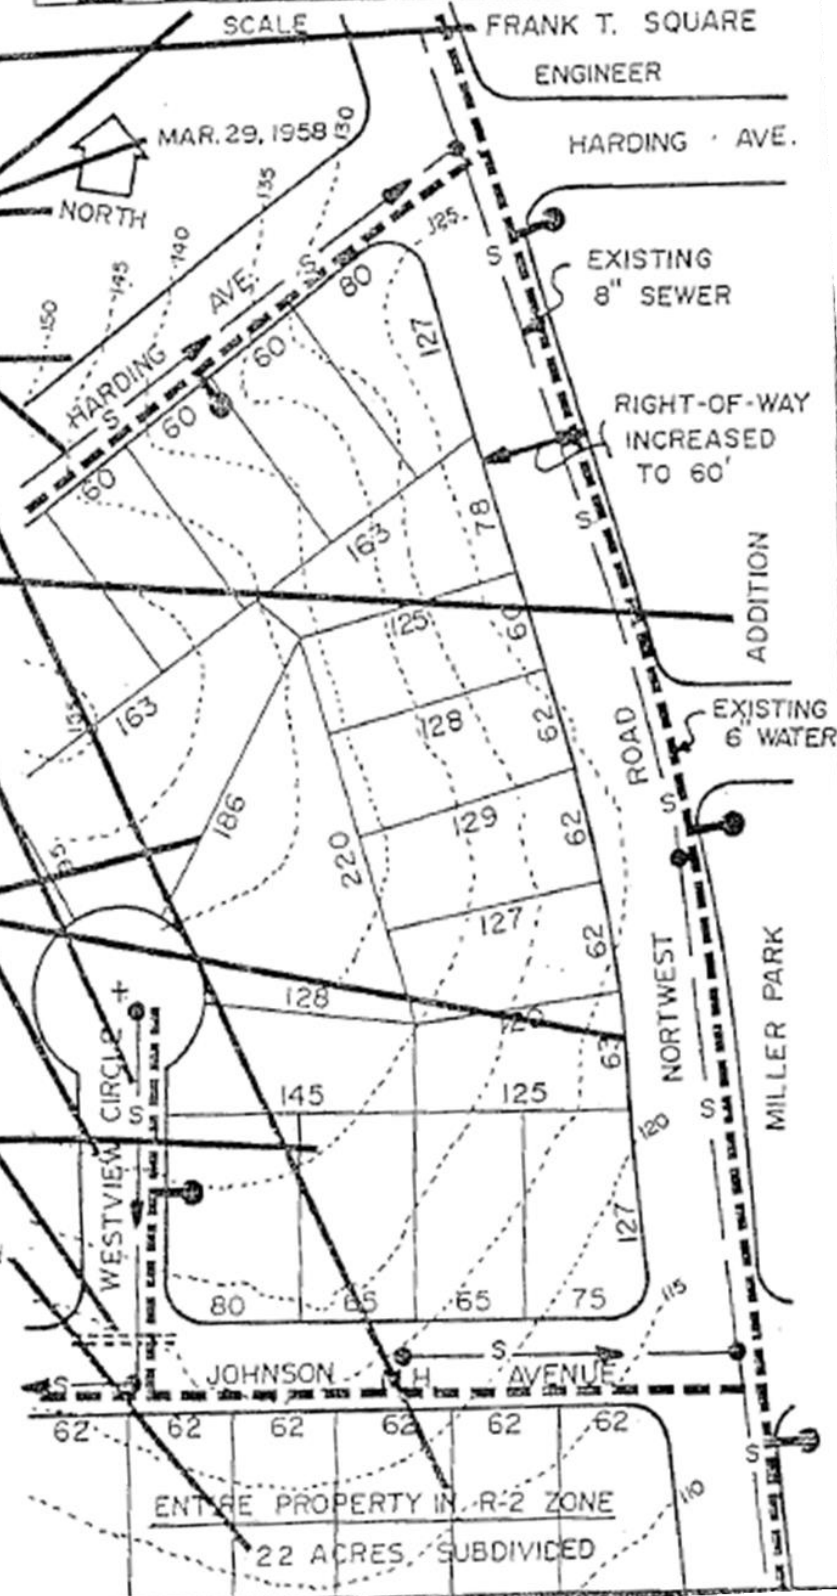 SCALE
FRANK T. SQUARE
ENGINEER
MAR. 29, 1958
NORTH
HARDING AVE.
130
135
140
145
150
125
HARDING AVE.
S
S
80
60
60
60
127
S
EXISTING
8" SEWER
RIGHT-OF-WAY
INCREASED
TO 60'
78
S
163
125
60
ADDITION
163
135
128
62
ROAD
EXISTING
6" WATER
S
186
129
62
220
127
62
128
120
63
NORTWEST
MILLER PARK
WESTVIEW CIRCLE
S
145
125
S
120
127
80
65
65
75
115
S
JOHNSON
H
AVENUE
S
62
62
62
62
62
62
S
110
ENTIRE PROPERTY IN R-2 ZONE
22 ACRES SUBDIVIDED